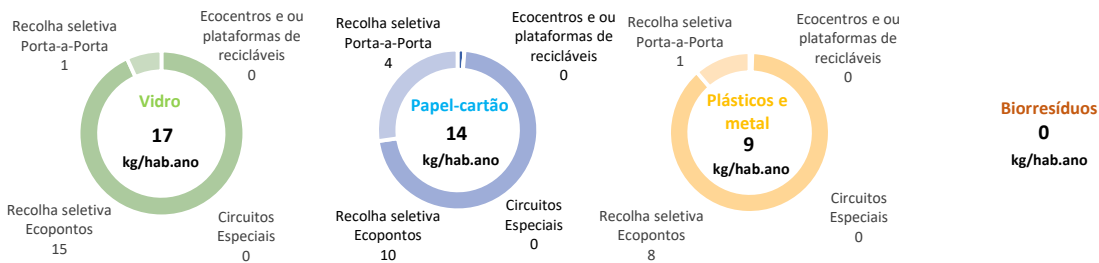 Recolha seletiva
Porta-a-Porta
1
Ecocentros e ou
plataformas de
recicláveis
0
Vidro
17
kg/hab.ano
Recolha seletiva
Ecopontos
15
Circuitos
Especiais
0
Recolha seletiva
Porta-a-Porta
4
Ecocentros e ou
plataformas de
recicláveis
0
Papel-cartão
14
kg/hab.ano
Recolha seletiva
Ecopontos
10
Circuitos
Especiais
0
Recolha seletiva
Porta-a-Porta
1
Ecocentros e ou
plataformas de
recicláveis
0
Plásticos e
metal
9
kg/hab.ano
Recolha seletiva
Ecopontos
8
Circuitos
Especiais
0
Biorresíduos
0
kg/hab.ano